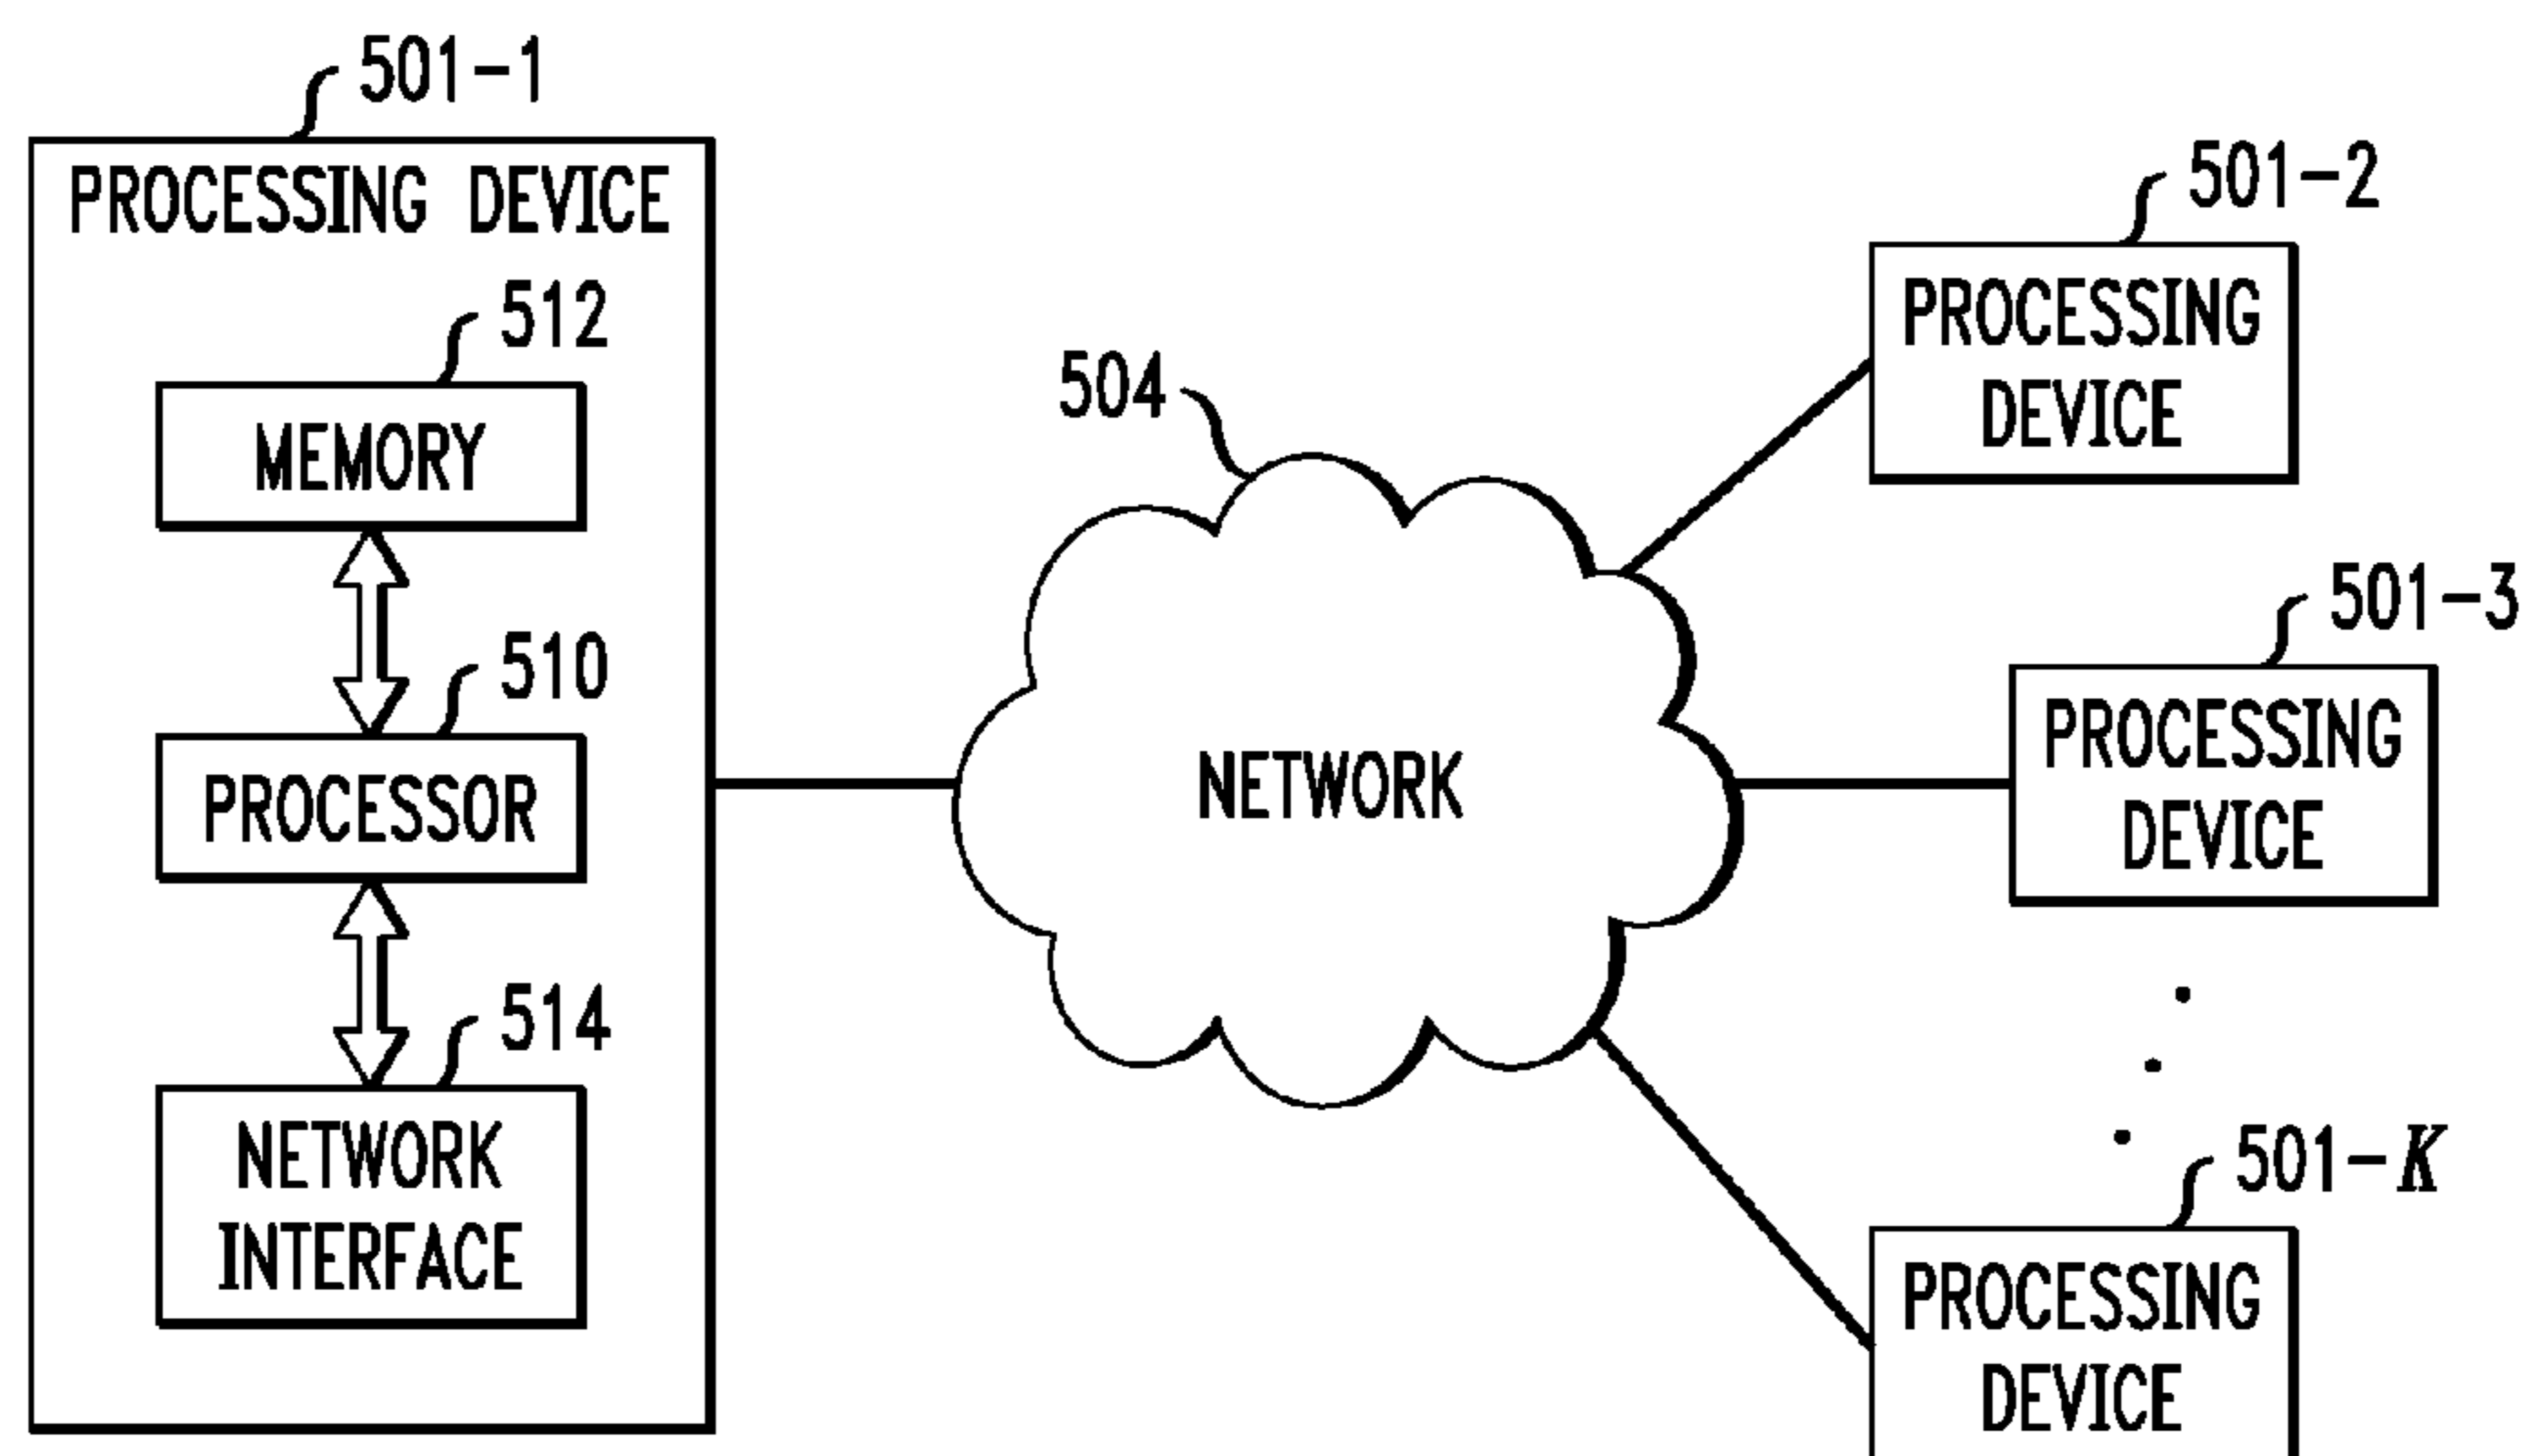 501-1
PROCESSING DEVICE
512
MEMORY
510
PROCESSOR
514
NETWORK
INTERFACE
504
NETWORK
501-2
PROCESSING
DEVICE
501-3
PROCESSING
DEVICE
501-K
PROCESSING
DEVICE